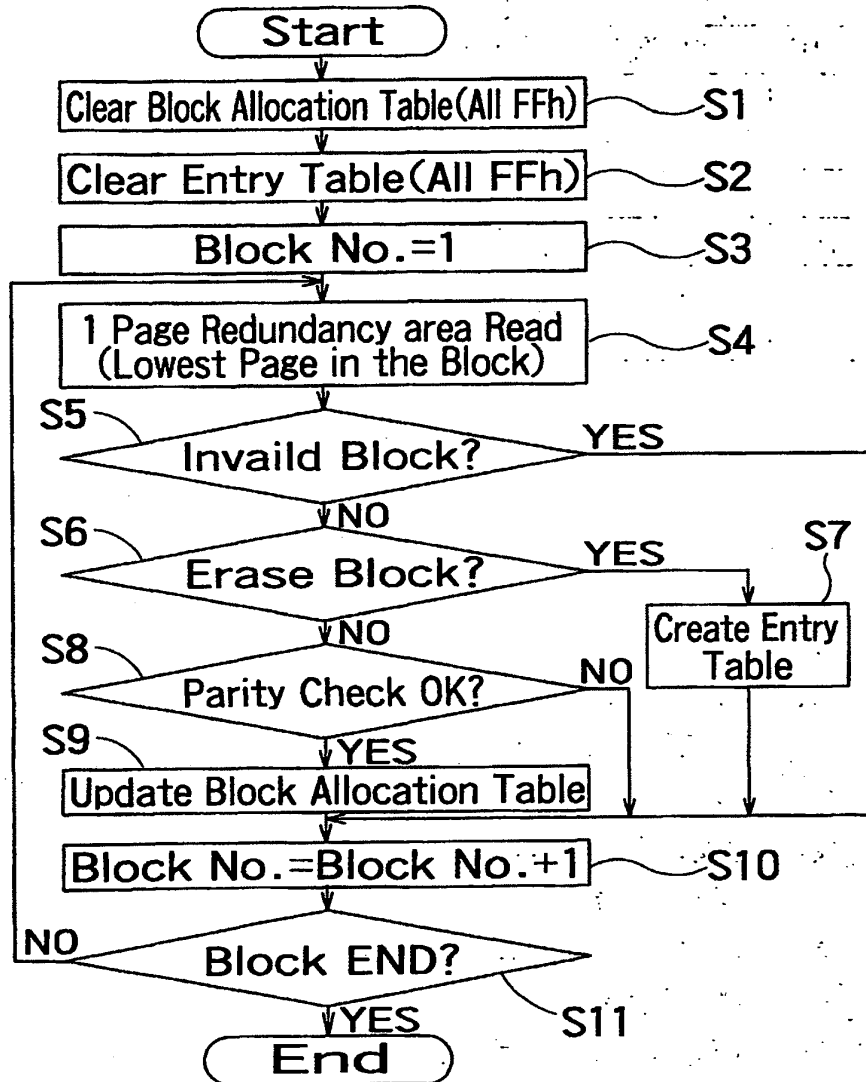 Start
Clear Block Allocation Table(All FFh)
S1
Clear Entry Table(All FFh)
S2
Block No.=1
S3
1 Page Redundancy area Read
(Lowest Page in the Block)
S4
S5
Invaild Block?
YES
NO
S6
Erase Block?
YES
S7
NO
Create Entry
Table
S8
Parity Check OK?
NO
S9
YES
Update Block Allocation Table
Block No.=Block No.+1
S10
NO
Block END?
S11
YES
End